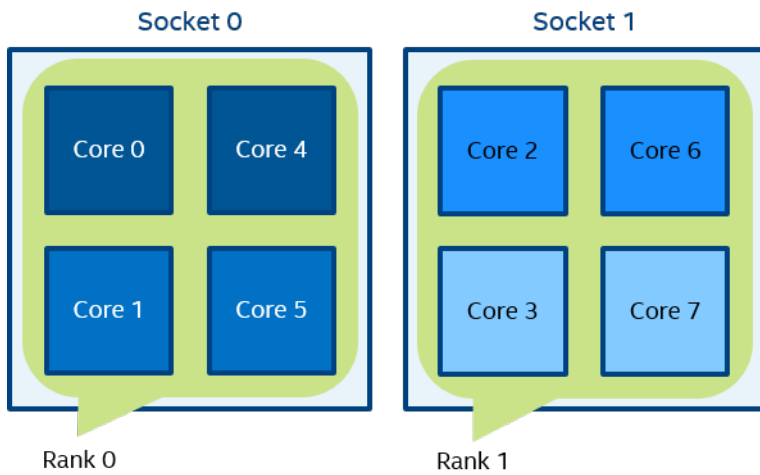 Socket 0
Socket 1
Core 0
Core 4
Core 1
Core 5
Core 2
Core 6
Core 3
Core 7
Rank 0
Rank 1